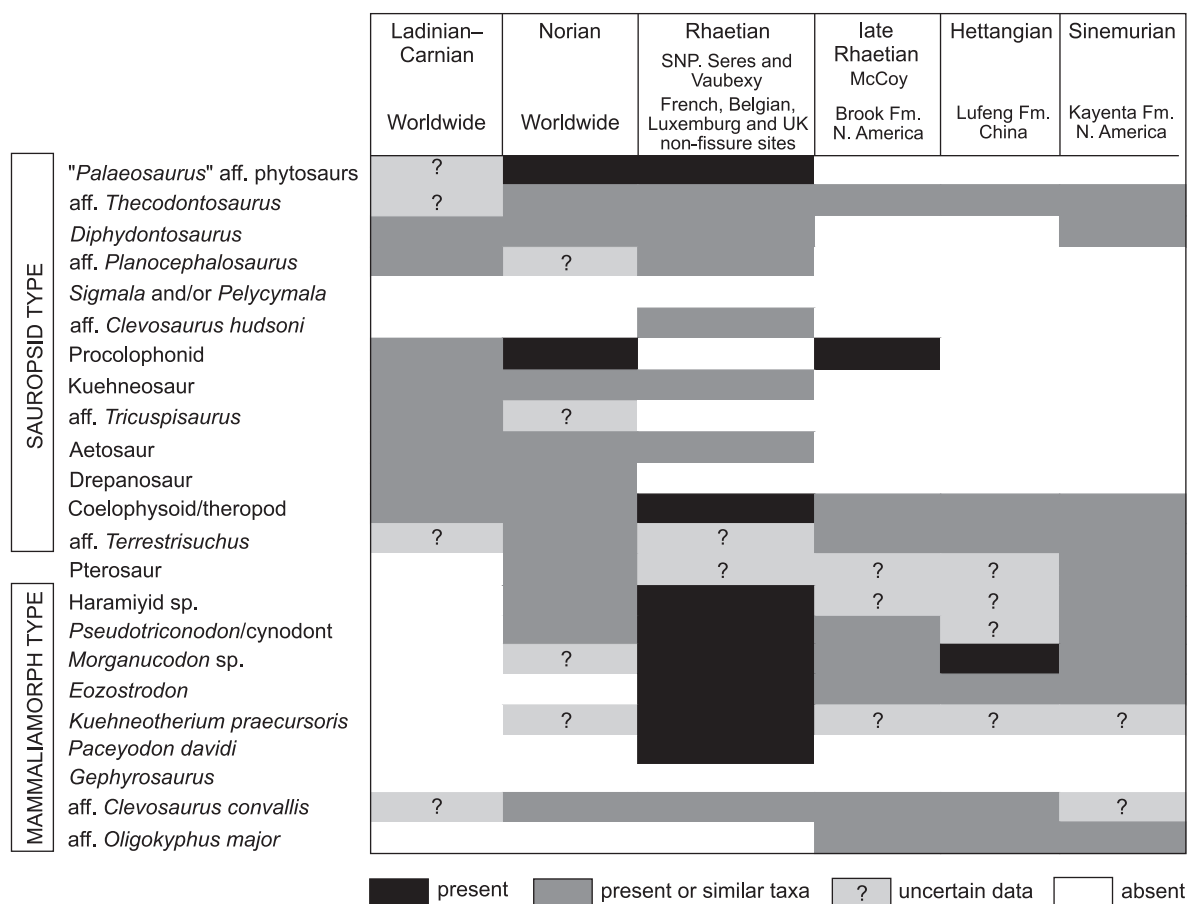 Ladinian–
Carnian
Worldwide
Norian
Worldwide
Rhaetian
SNP. Seres and
Vaubexy
French, Belgian,
Luxemburg and UK
non-fissure sites
late
Rhaetian
McCoy
Brook Fm.
N. America
Hettangian
Lufeng Fm.
China
Sinemurian
Kayenta Fm.
N. America
SAUROPSID TYPE
"Palaeosaurus" aff. phytosaurs ?
aff. Thecodontosaurus ?
Diphydontosaurus
aff. Planocephalosaurus ?
Sigmala and/or Pelycymala
aff. Clevosaurus hudsoni
Procolophonid
Kuehneosaur
aff. Tricuspisaurus ?
Aetosaur
Drepanosaur
Coelophysoid/theropod
aff. Terrestrisuchus ? ?
Pterosaur ? ? ?
MAMMALIAMORPH TYPE
Haramiyid sp. ? ?
Pseudotriconodon/cynodont ?
Morganucodon sp. ?
Eozostrodon
Kuehneotherium praecursoris ? ? ? ?
Paceyodon davidi
Gephyrosaurus
aff. Clevosaurus convallis ? ?
aff. Oligokyphus major
present
present or similar taxa
? uncertain data
absent